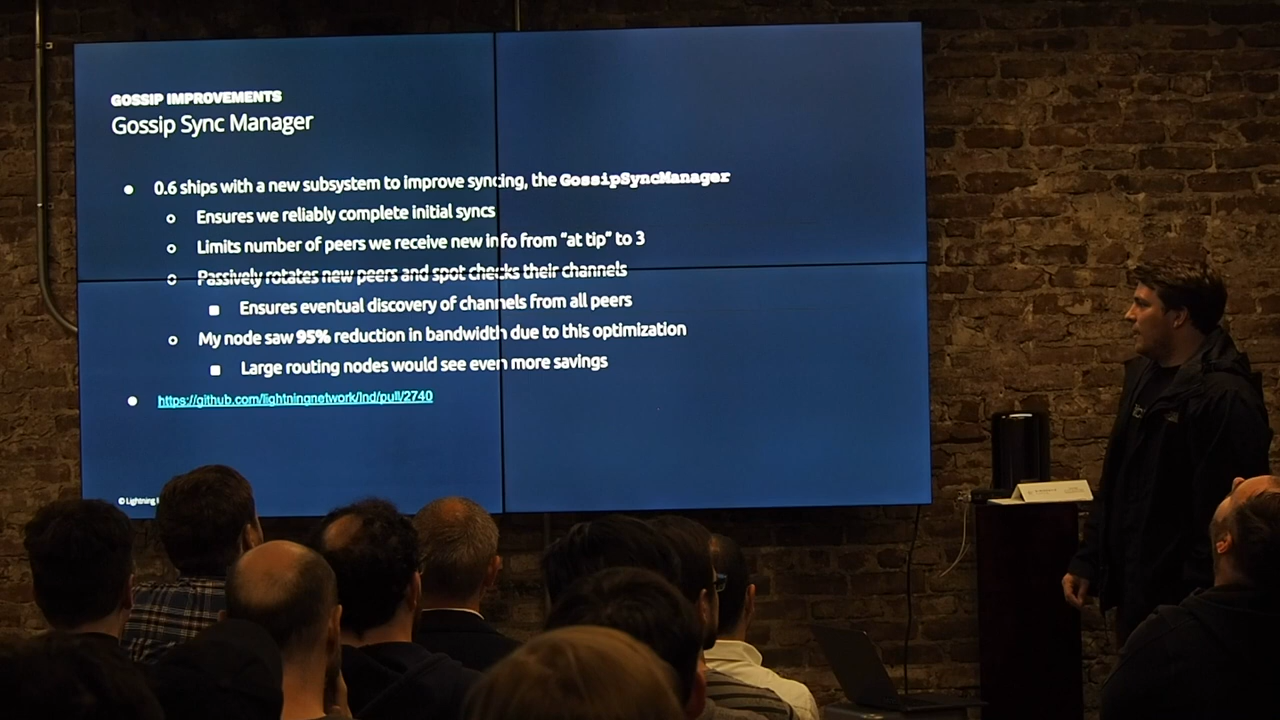 GOSSIP IMPROVEMENTS
Gossip Sync Manager
0.6 ships with a new subsystem to improve syncing, the GossipSyncManager
Ensures we reliably complete initial syncs
Limits number of peers we receive new info from “at tip” to 3
Passively rotates new peers and spot checks their channels
Ensures eventual discovery of channels from all peers
My node saw 95% reduction in bandwidth due to this optimization
Large routing nodes would see even more savings
https://github.com/lightningnetwork/lnd/pull/2740
© Lightning